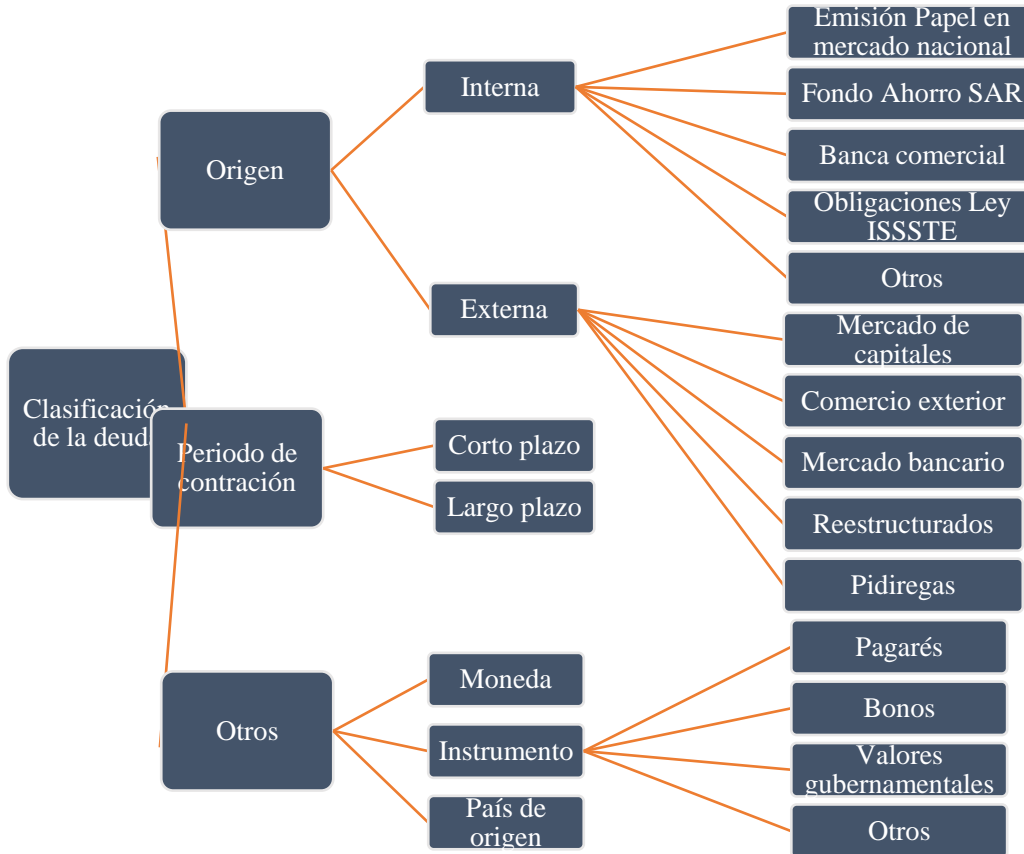 Clasificación
de la deuda
Origen
Interna
Emisión Papel en
mercado nacional
Fondo Ahorro SAR
Banca comercial
Obligaciones Ley
ISSSTE
Otros
Externa
Mercado de
capitales
Comercio exterior
Mercado bancario
Reestructurados
Pidiregas
Periodo de
contración
Corto plazo
Largo plazo
Otros
Moneda
Instrumento
Pagarés
Bonos
Valores
gubernamentales
Otros
País de
origen